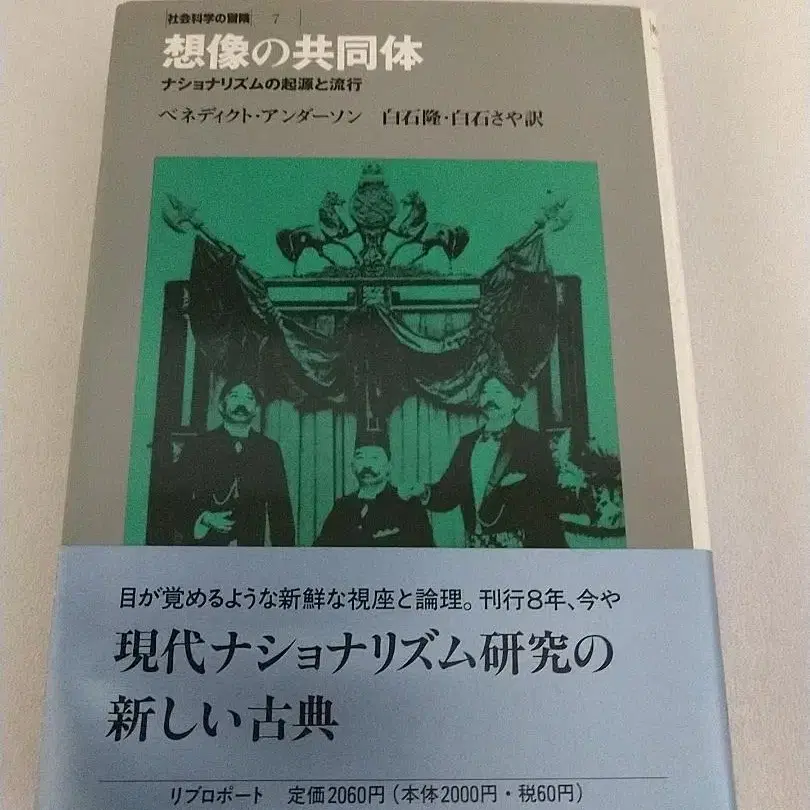 社会科学の冒険 7
想像の共同体
ナショナリズムの起源と流行
ベネディクト・アンダーソン 白石隆・白石さや訳
目が覚めるような新鮮な視座と論理。刊行8年、今や
現代ナショナリズム研究の
新しい古典
リブロポート 定価2060円(本体2000円・税60円)